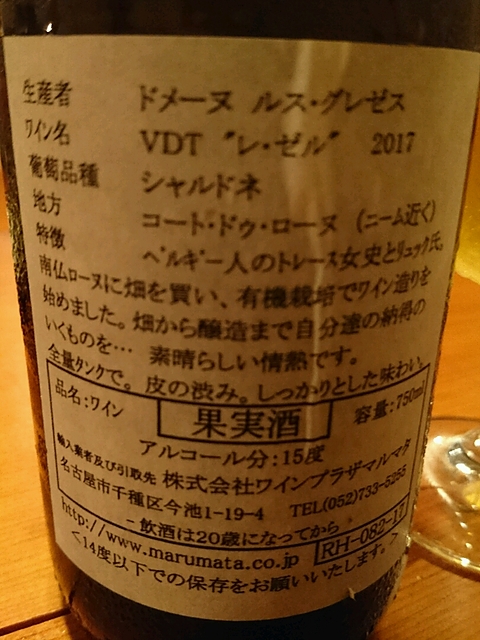 生産者 ドメーヌ ルス・グレゼス
ワイン名 VDT "レ・ゼル" 2017
葡萄品種 シャルドネ
地方 コート・ドゥ・ローヌ (ニーム近く)
特徴 ベルギー人のトレース女史とリュック氏。
南仏ローヌに畑を買い、有機栽培でワイン造りを
始めました。畑から醸造まで自分達の納得の
いくものを… 素晴らしい情熱です。
全量タンクで。皮の渋み。しっかりとした味わい。
品名:ワイン 果実酒 容量:750ml
アルコール分:15度
輸入業者及び引取先 株式会社ワインプラザマルマタ
名古屋市千種区今池1-19-4 TEL(052)733-5255
- 飲酒は20歳になってから
http://www.marumata.co.jp RH-082-17
<14度以下での保存をお願いいたします。>